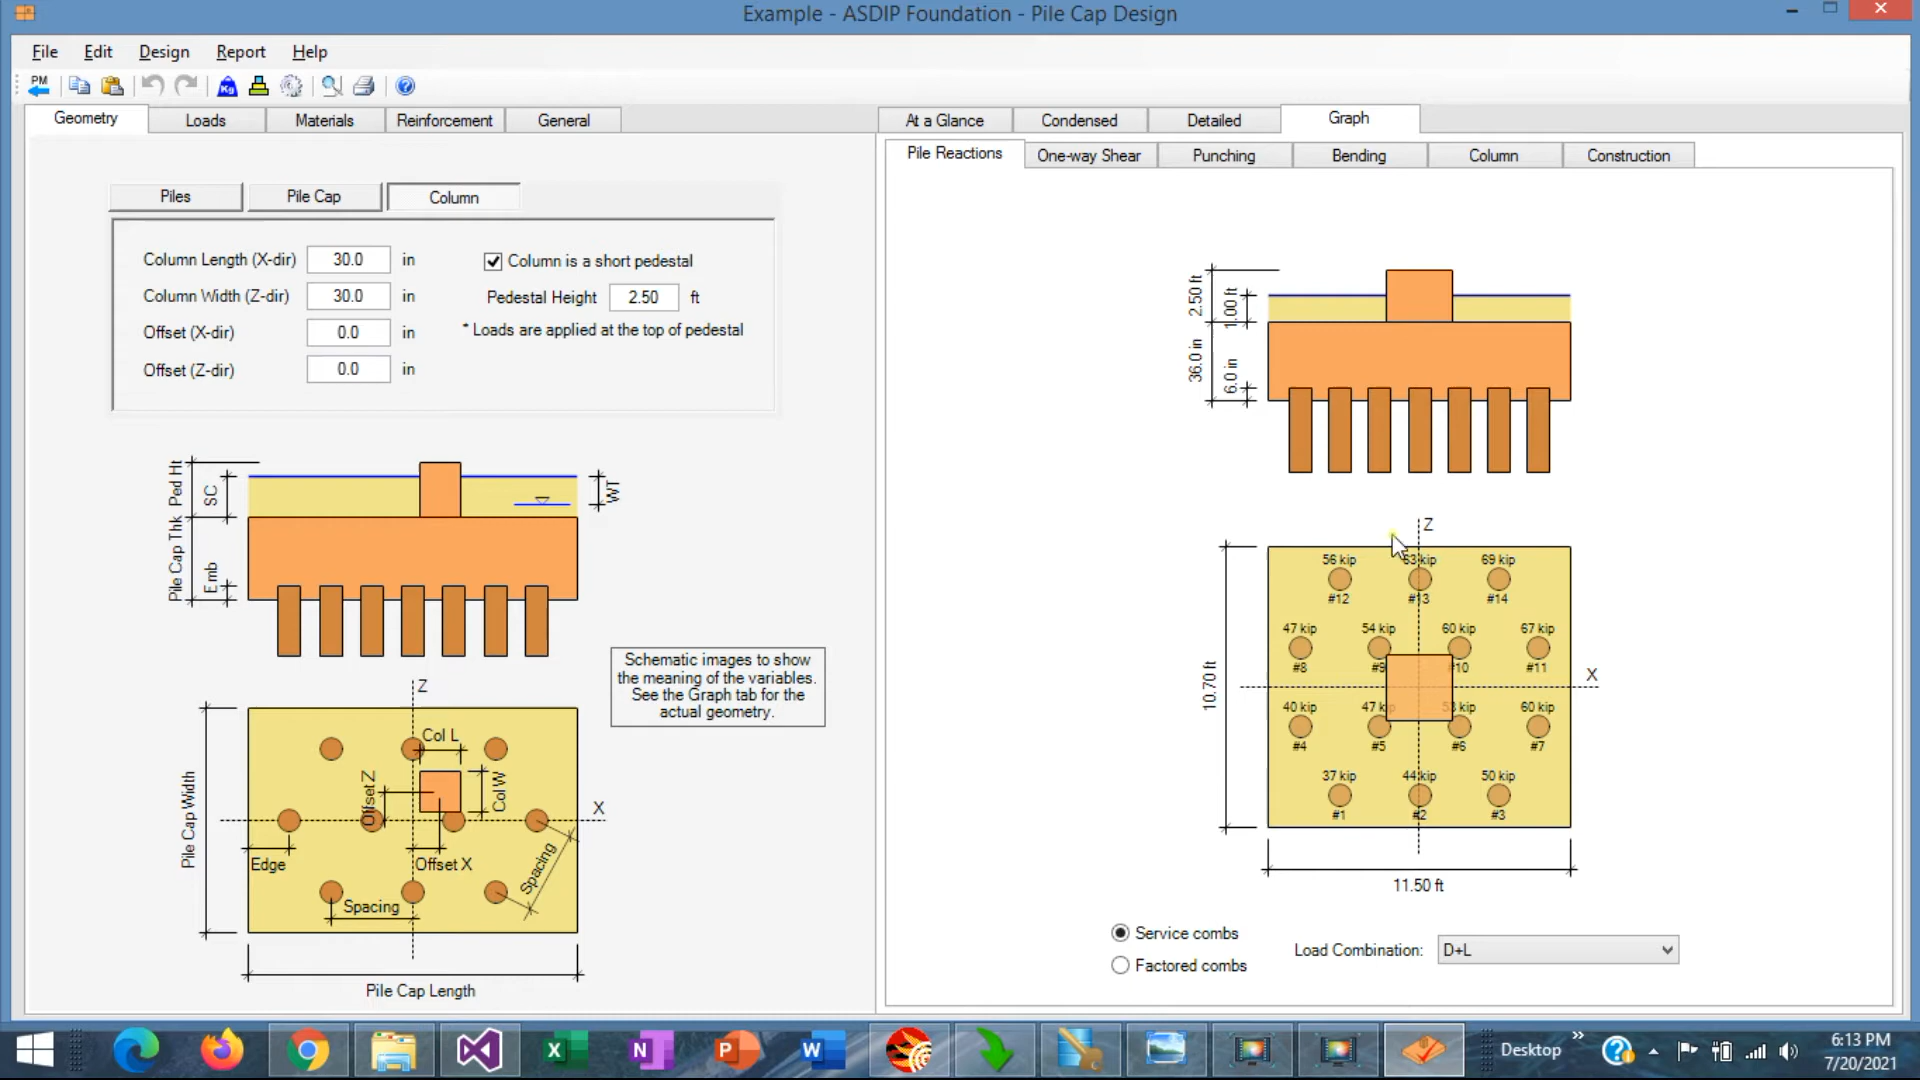 Example - ASDIP Foundation - Pile Cap Design
File Edit Design Report Help
PM
Kg
Geometry Loads Materials Reinforcement General
At a Glance Condensed Detailed Graph
Pile Reactions One-way Shear Punching Bending Column Construction
Piles Pile Cap Column
Column Length (X-dir) 30.0 in
Column Width (Z-dir) 30.0 in
Offset (X-dir) 0.0 in
Offset (Z-dir) 0.0 in
Column is a short pedestal
Pedestal Height 2.50 ft
* Loads are applied at the top of pedestal
Ped Ht
SC
WT
Pile Cap Thk
Emb
Z
Col L
Offset Z
Col W
X
Pile Cap Width
Edge
Offset X
Spacing
Spacing
Pile Cap Length
Schematic images to show
the meaning of the variables.
See the Graph tab for the
actual geometry.
2.50 ft
1.00 ft
36.0 in
6.0 in
Z
56 kip 63 kip 69 kip
#12 #13 #14
47 kip 54 kip 60 kip 67 kip
#8 #9 #10 #11
X
10.70 ft
40 kip 47 kip 53 kip 60 kip
#4 #5 #6 #7
37 kip 44 kip 50 kip
#1 #2 #3
11.50 ft
Service combs
Factored combs
Load Combination: D+L
Desktop
6:13 PM
7/20/2021